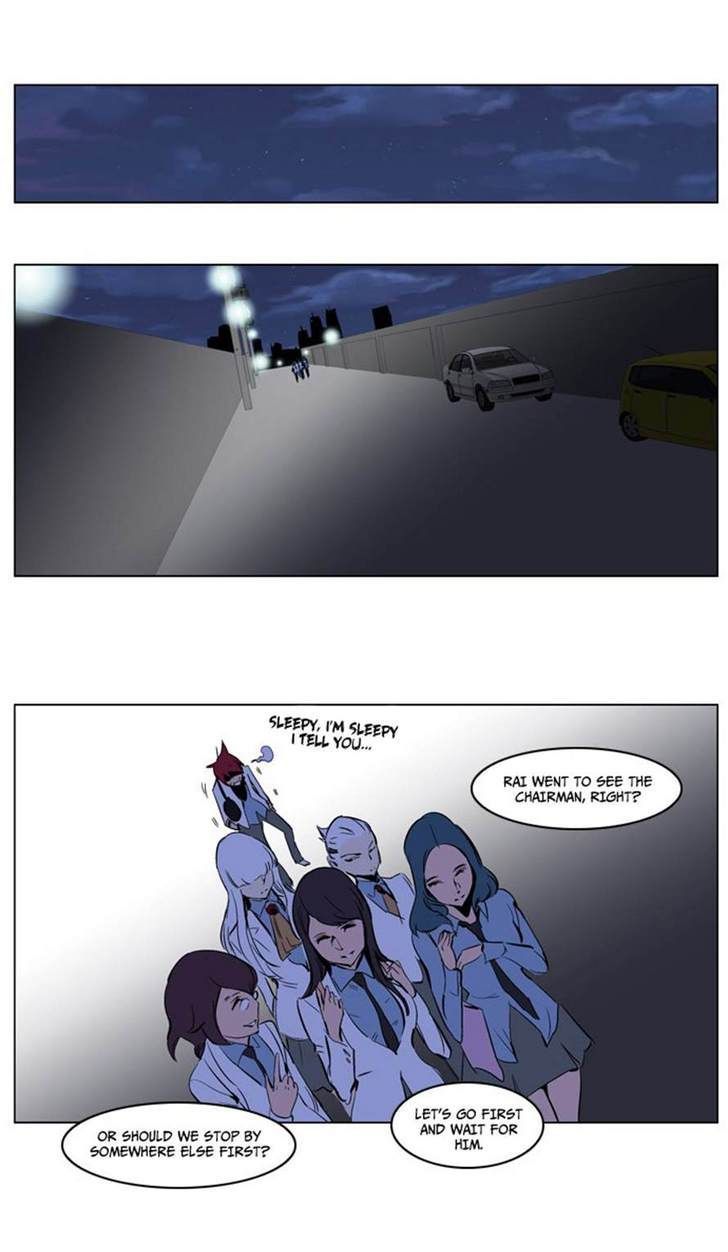 SLEEPY, I'M SLEEPY
I TELL YOU...
RAI WENT TO SEE THE
CHAIRMAN, RIGHT?
LET'S GO FIRST
AND WAIT FOR
HIM.
OR SHOULD WE STOP BY
SOMEWHERE ELSE FIRST?